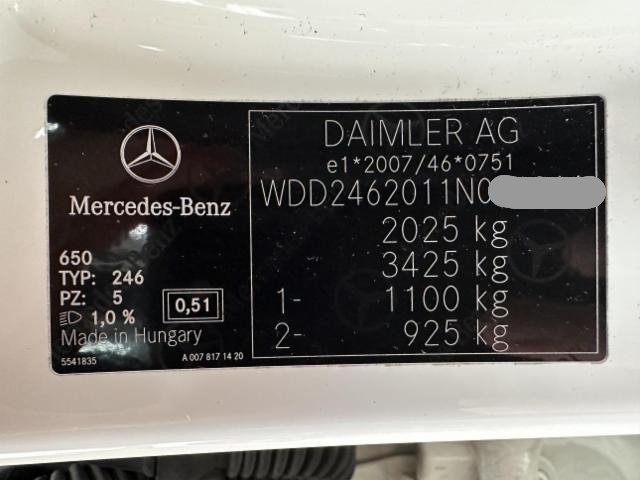 Mercedes-Benz
650
TYP: 246
PZ: 5
1,0 %
0,51
Made in Hungary
5541835
A 007 817 14 20
DAIMLER AG
e1*2007/46*0751
WDD2462011N0
2025 kg
3425 kg
1- 1100 kg
2- 925 kg